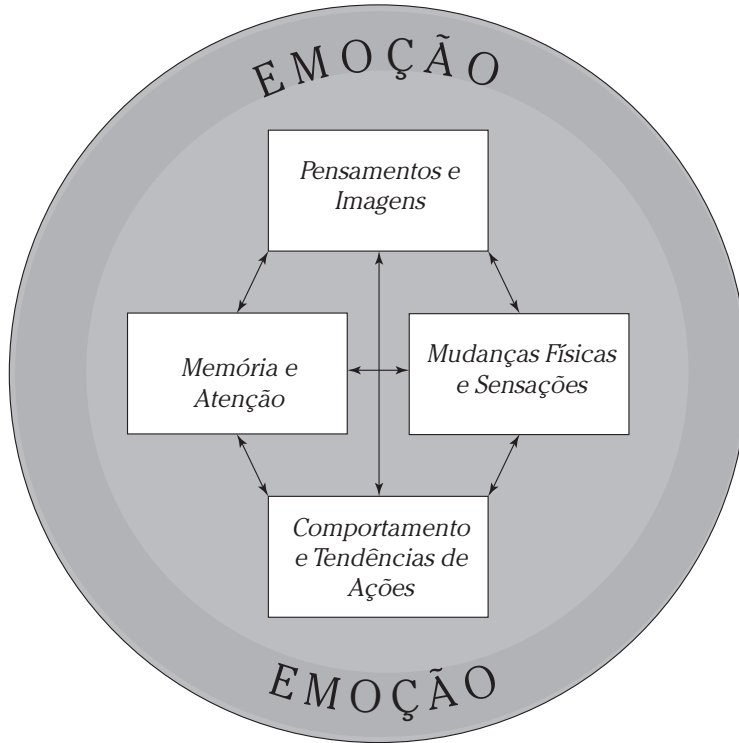 EMOÇÃO
Pensamentos e
Imagens
Memória e
Atenção
Mudanças Físicas
e Sensações
Comportamento
e Tendências de
Ações
EMOÇÃO